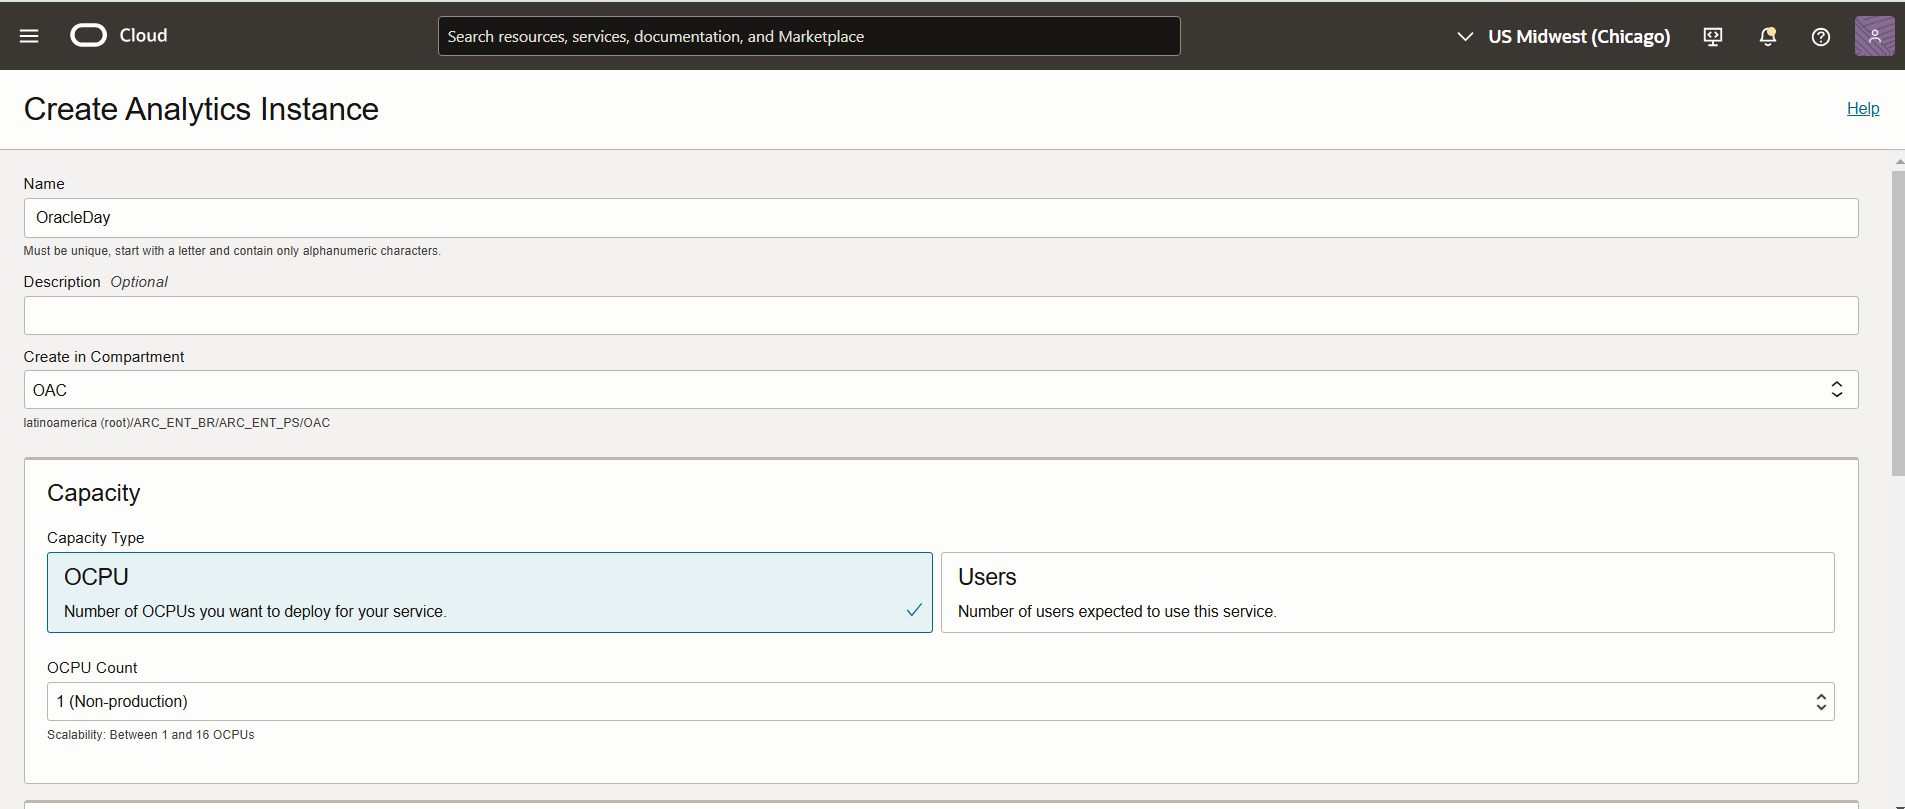 Cloud
Search resources, services, documentation, and Marketplace
US Midwest (Chicago)
Create Analytics Instance
Help
Name
OracleDay
Must be unique, start with a letter and contain only alphanumeric characters.
Description Optional
Create in Compartment
OAC
latinoamerica (root)/ARC_ENT_BR/ARC_ENT_PS/OAC
Capacity
Capacity Type
OCPU
Number of OCPUs you want to deploy for your service.
Users
Number of users expected to use this service.
OCPU Count
1 (Non-production)
Scalability: Between 1 and 16 OCPUs